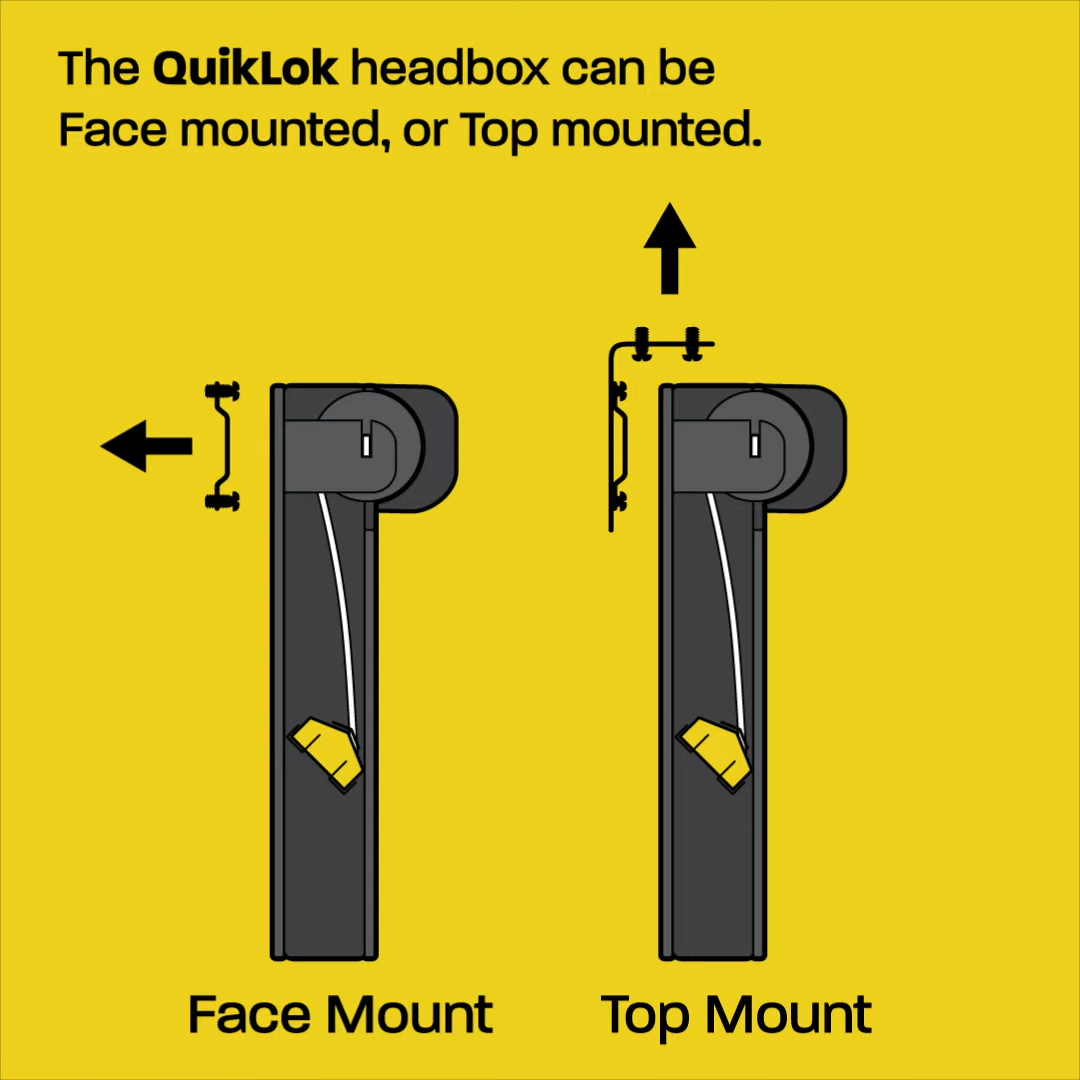 The QuikLok headbox can be
Face mounted, or Top mounted.
Face Mount
Top Mount